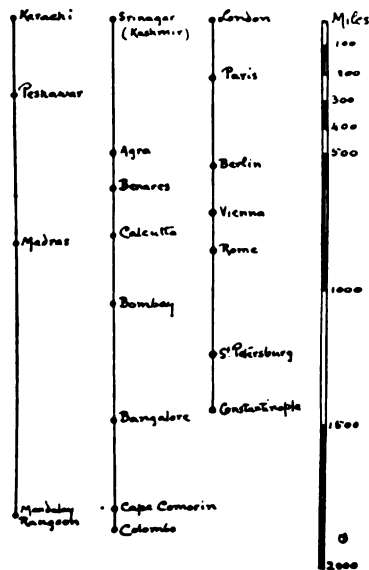 Karachi
Peshawar
Madras
Mandalay
Rangoon
Srinagar
(Kashmir)
Agra
Benares
Calcutta
Bombay
Bangalore
Cape Comorin
Colombo
London
Paris
Berlin
Vienna
Rome
St Petersburg
Constantinople
Miles
100
200
300
400
500
1000
1500
2000